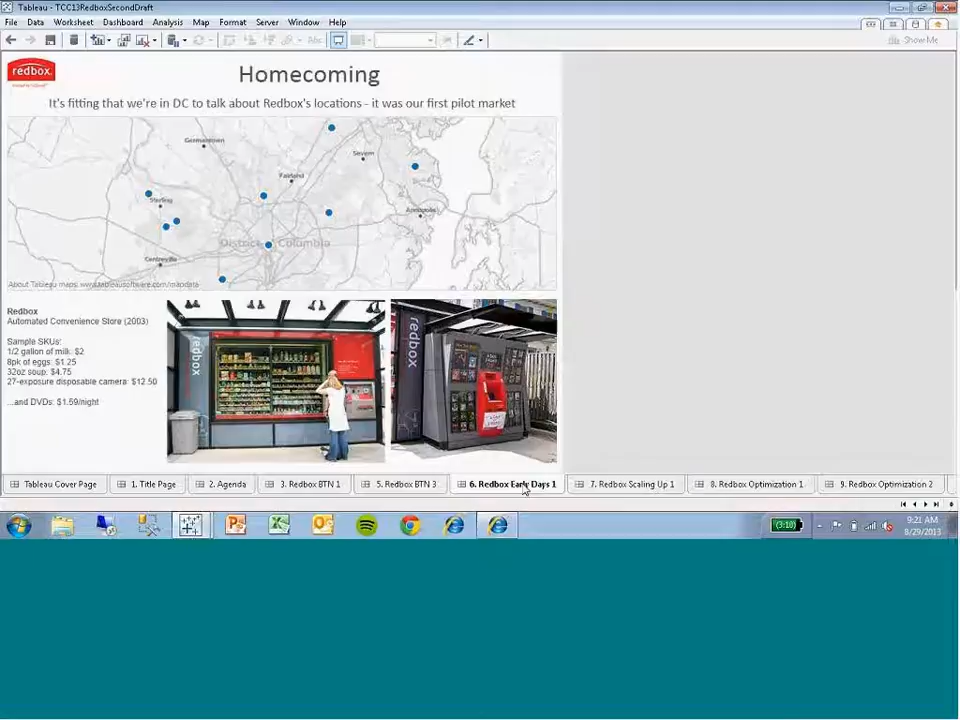 Tableau - TCC13RedboxSecondDraft
File Data Worksheet Dashboard Analysis Map Format Server Window Help
Abc
Show Me
redbox.
Homecoming
It's fitting that we're in DC to talk about Redbox's locations - it was our first pilot market
Germantown
Severn
Fairland
Sterling
Annapolis
District of Columbia
Centreville
About Tableau maps: www.tableausoftware.com/mapdata
Redbox
Automated Convenience Store (2003)
Sample SKUs:
1/2 gallon of milk: $2
8pk of eggs: $1.25
32oz soup: $4.75
27-exposure disposable camera: $12.50
...and DVDs: $1.59/night
redbox
redbox
Tableau Cover Page
1. Title Page
2. Agenda
3. Redbox BTN 1
5. Redbox BTN 3
6. Redbox Early Days 1
7. Redbox Scaling Up 1
8. Redbox Optimization 1
9. Redbox Optimization 2
(3:10)
9:21 AM
8/29/2013